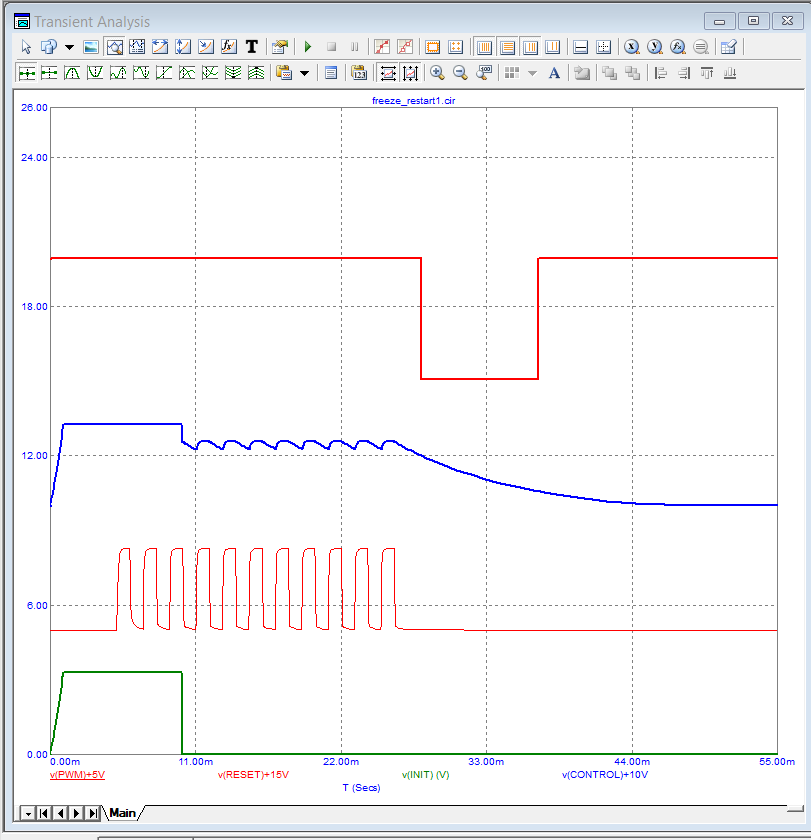 Transient Analysis
freeze_restart1.cir
26.00
24.00
18.00
12.00
6.00
0.00
0.00m 11.00m 22.00m 33.00m 44.00m 55.00m
v(PWM)+5V v(RESET)+15V v(INIT) (V) v(CONTROL)+10V
T (Secs)
Main